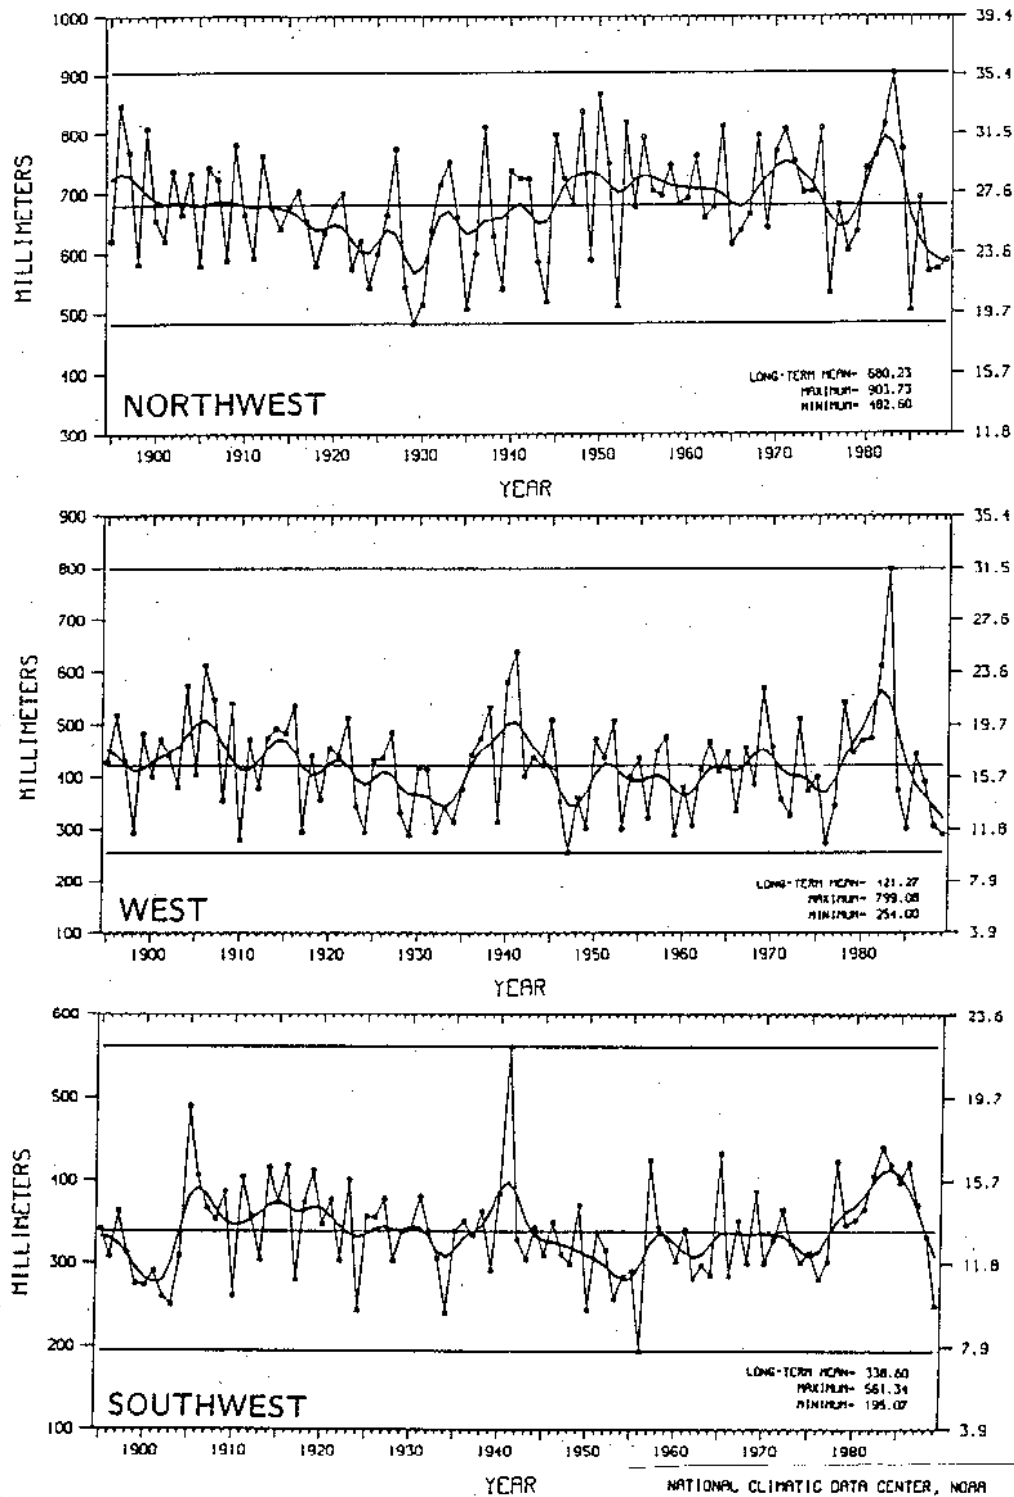 1000
39.4
900
35.4
800
31.5
700
27.6
600
23.6
500
19.7
400
15.7
300
11.8
MILLIMETERS
LONG-TERM MEAN= 680.23
MAXIMUM= 903.73
MINIMUM= 482.60
NORTHWEST
1900 1910 1920 1930 1940 1950 1960 1970 1980
YEAR
900
35.4
800
31.5
700
27.6
600
23.6
500
19.7
400
15.7
300
11.8
200
7.9
100
3.9
MILLIMETERS
LONG-TERM MEAN= 421.27
MAXIMUM= 799.08
MINIMUM= 254.00
WEST
1900 1910 1920 1930 1940 1950 1960 1970 1980
YEAR
600
23.6
500
19.7
400
15.7
300
11.8
200
7.9
100
3.9
MILLIMETERS
LONG-TERM MEAN= 338.60
MAXIMUM= 561.34
MINIMUM= 195.07
SOUTHWEST
1900 1910 1920 1930 1940 1950 1960 1970 1980
YEAR
NATIONAL CLIMATIC DATA CENTER, NOAA